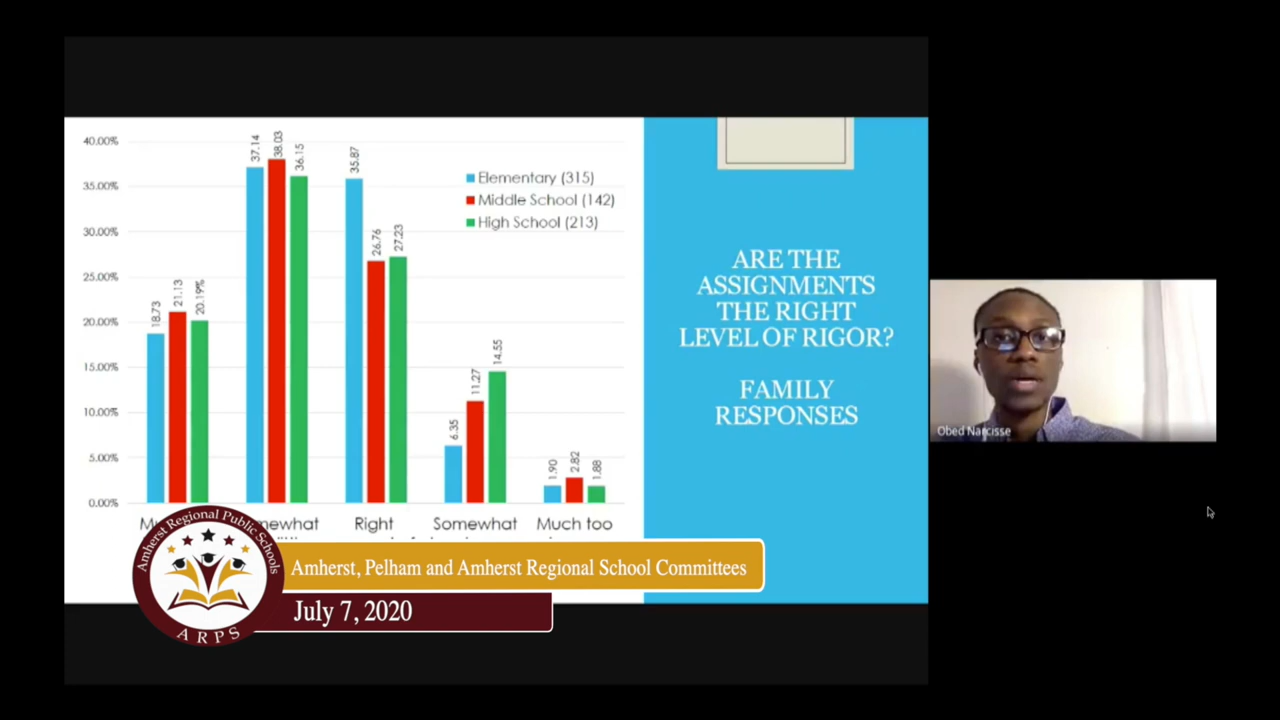 40.00%
35.00%
30.00%
25.00%
20.00%
15.00%
10.00%
5.00%
0.00%
18.73
21.13
20.19%
37.14
38.03
36.15
35.87
26.76
27.23
6.35
11.27
14.55
1.90
2.82
1.88
Elementary (315)
Middle School (142)
High School (213)
Right
Somewhat
Much too
ARE THE
ASSIGNMENTS
THE RIGHT
LEVEL OF RIGOR?
FAMILY
RESPONSES
Obed Narcisse
Amherst Regional Public Schools
ARPS
Amherst, Pelham and Amherst Regional School Committees
July 7, 2020